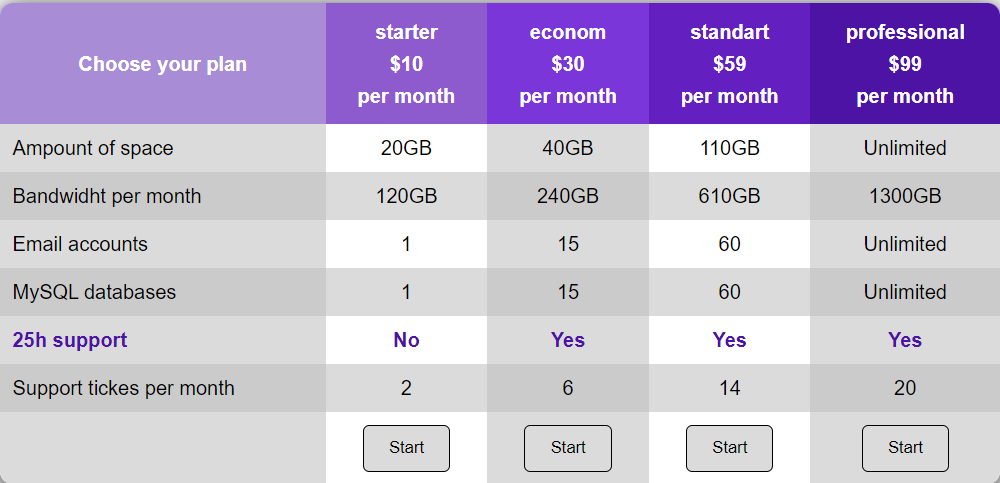 Choose your plan
starter
$10
per month
econom
$30
per month
standart
$59
per month
professional
$99
per month
Ampount of space 20GB 40GB 110GB Unlimited
Bandwidht per month 120GB 240GB 610GB 1300GB
Email accounts 1 15 60 Unlimited
MySQL databases 1 15 60 Unlimited
25h support No Yes Yes Yes
Support tickes per month 2 6 14 20
Start Start Start Start